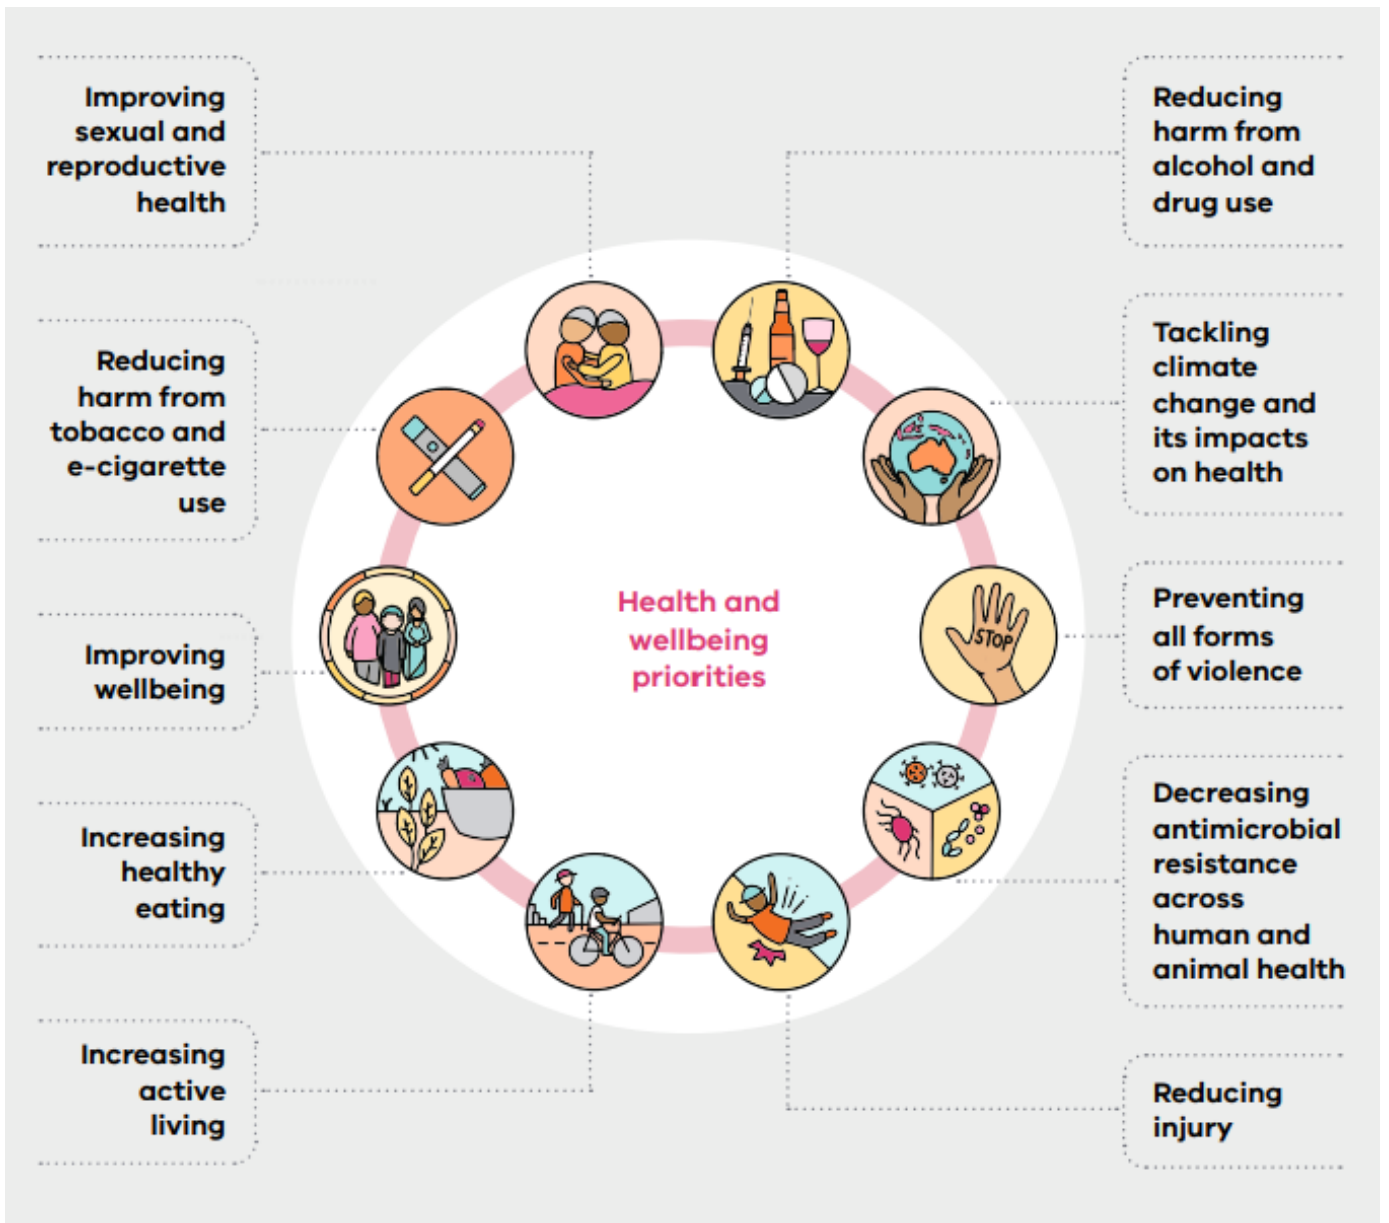 Improving
sexual and
reproductive
health
Reducing
harm from
tobacco and
e-cigarette
use
Improving
wellbeing
Increasing
healthy
eating
Increasing
active
living
Health and
wellbeing
priorities
STOP
Reducing
harm from
alcohol and
drug use
Tackling
climate
change and
its impacts
on health
Preventing
all forms
of violence
Decreasing
antimicrobial
resistance
across
human and
animal health
Reducing
injury